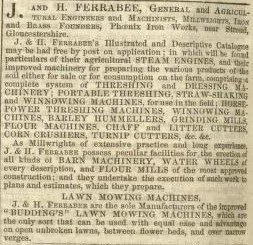 J. AND H. FERRABEE, GENERAL AND AGRICUL-
TURAL ENGINEERS AND MACHINISTS, MILLWRIGHTS, IRON
AND BRASS FOUNDERS, Phœnix Iron Works, near Stroud,
Gloucestershire.
J. & H. FERRABEE'S Illustrated and Descriptive Catalogue
may be had free by post on application; in which will be found
particulars of their agricultural STEAM ENGINES, and their
improved machinery for preparing the various products of the
soil either for sale or for consumption on the farm, comprising a
complete system of THRESHING and DRESSING MA-
CHINERY; PORTABLE THRESHING, STRAW-SHAKING
and WINNOWING MACHINES, for use in the field; HORSE-
POWER THRESHING MACHINES, WINNOWING MA-
CHINES, BARLEY HUMMELLERS, GRINDING MILLS,
FLOUR MACHINES, CHAFF and LITTER CUTTERS,
CORN CRUSHERS, TURNIP CUTTERS, &c. &c.
As Millwrights of extensive practice and long experience,
J. & H. FERRABEE possess peculiar facilities for the erection of
all kinds of BARN MACHINERY, WATER WHEELS of
every description, and FLOUR MILLS of the most approved
construction; and they undertake the execution of such work to
plans and estimates, which they prepare.
LAWN MOWING MACHINES.
J. & H. FERRABEE are the sole Manufacturers of the improved
"BUDDING'S" LAWN MOWING MACHINES, which are
the only sort that can be used with equal ease and advantage
on open unbroken lawns, between flower beds, and over narrow
verges.